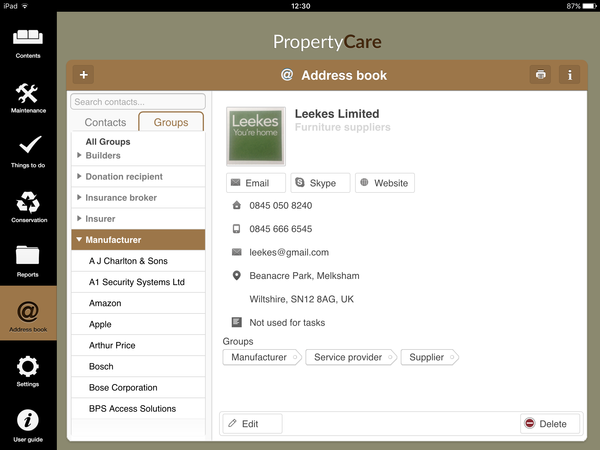 iPad
12:30
87%
PropertyCare
+
@ Address book
i
Contents
Maintenance
Things to do
Conservation
Reports
@
Address book
Settings
i
User guide
Search contacts...
Contacts
Groups
All Groups
Builders
Donation recipient
Insurance broker
Insurer
Manufacturer
A J Charlton & Sons
A1 Security Systems Ltd
Amazon
Apple
Arthur Price
Bosch
Bose Corporation
BPS Access Solutions
Leekes
You're home
Leekes Limited
Furniture suppliers
Email
Skype
Website
0845 050 8240
0845 666 6545
leekes@gmail.com
Beanacre Park, Melksham
Wiltshire, SN12 8AG, UK
Not used for tasks
Groups
Manufacturer
Service provider
Supplier
Edit
Delete